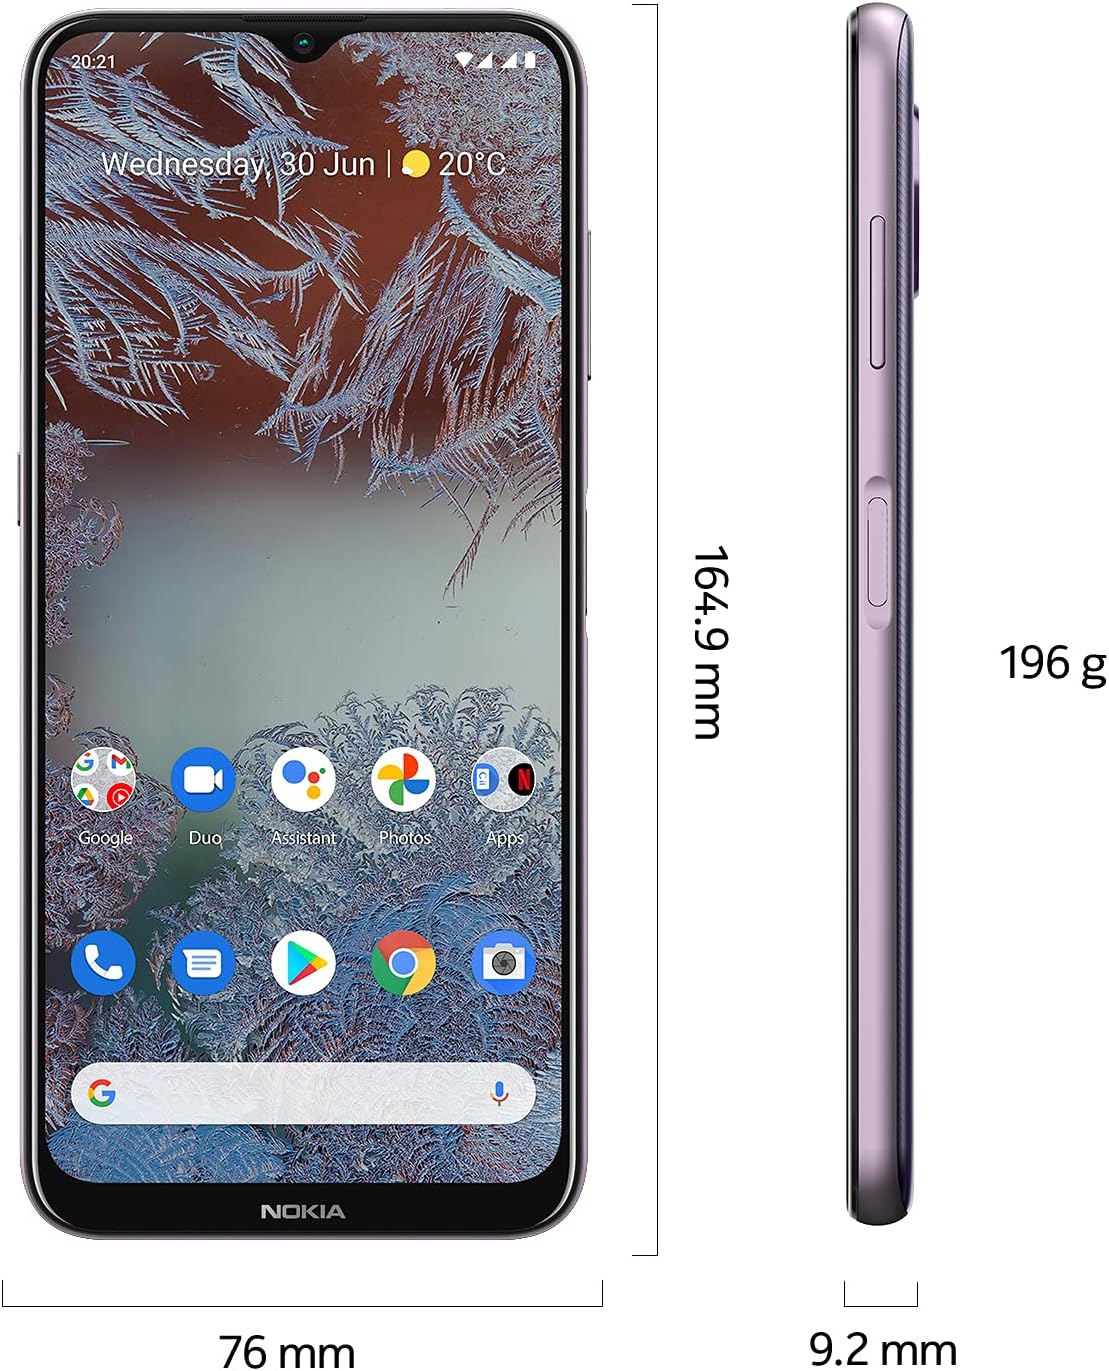 20:21
Wednesday, 30 Jun | 20°C
Google Duo Assistant Photos Apps
NOKIA
164.9 mm
196 g
76 mm
9.2 mm